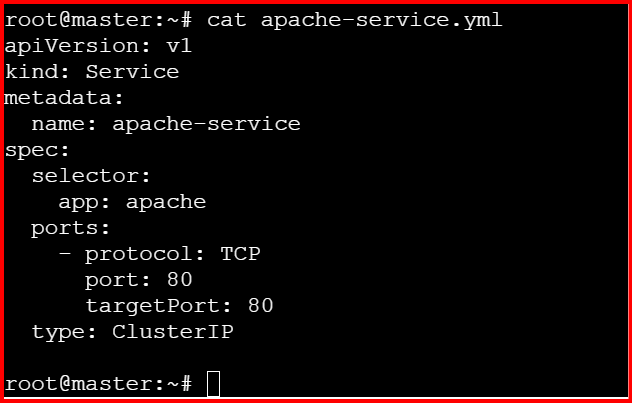 root@master:~# cat apache-service.yml
apiVersion: v1
kind: Service
metadata:
  name: apache-service
spec:
  selector:
    app: apache
  ports:
    - protocol: TCP
      port: 80
      targetPort: 80
  type: ClusterIP

root@master:~#